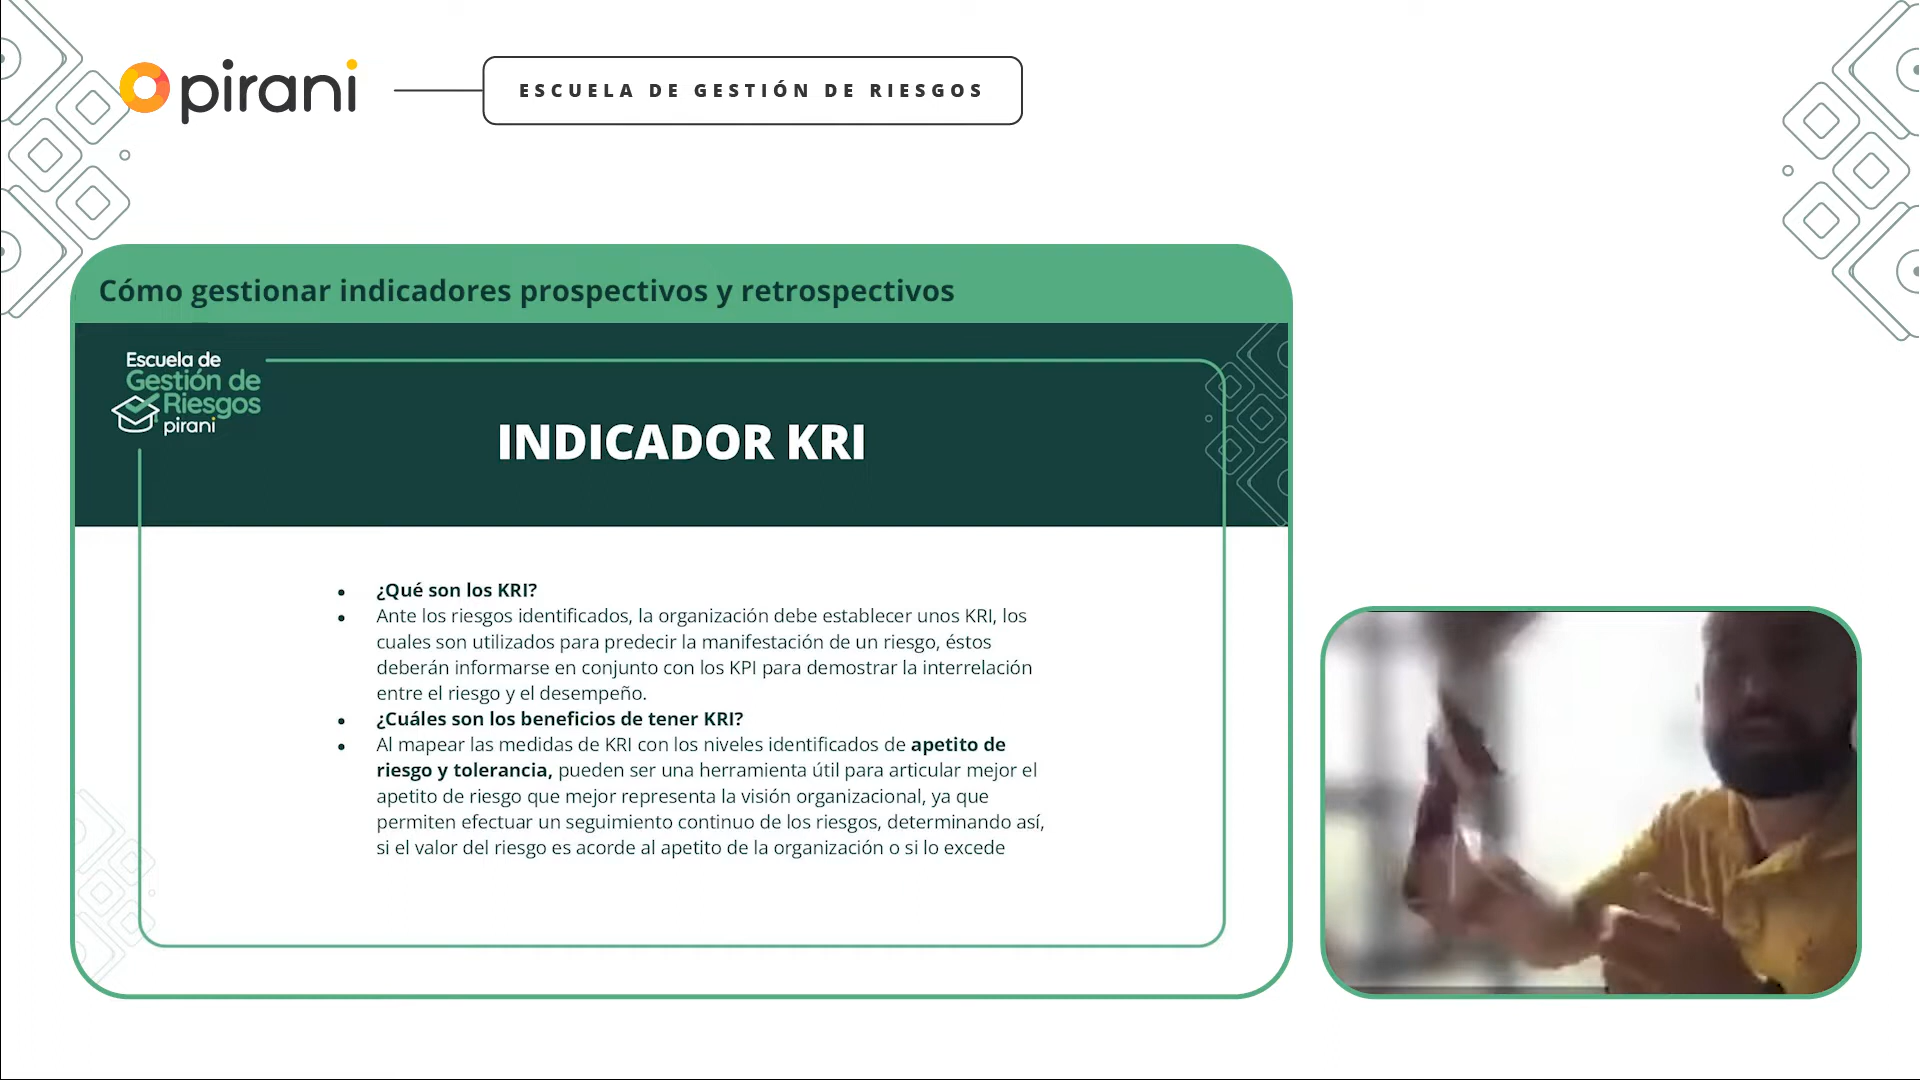 pirani
ESCUELA DE GESTIÓN DE RIESGOS
Cómo gestionar indicadores prospectivos y retrospectivos
Escuela de
Gestión de
Riesgos
pirani
INDICADOR KRI
• ¿Qué son los KRI?
• Ante los riesgos identificados, la organización debe establecer unos KRI, los
cuales son utilizados para predecir la manifestación de un riesgo, éstos
deberán informarse en conjunto con los KPI para demostrar la interrelación
entre el riesgo y el desempeño.
• ¿Cuáles son los beneficios de tener KRI?
• Al mapear las medidas de KRI con los niveles identificados de apetito de
riesgo y tolerancia, pueden ser una herramienta útil para articular mejor el
apetito de riesgo que mejor representa la visión organizacional, ya que
permiten efectuar un seguimiento continuo de los riesgos, determinando así,
si el valor del riesgo es acorde al apetito de la organización o si lo excede